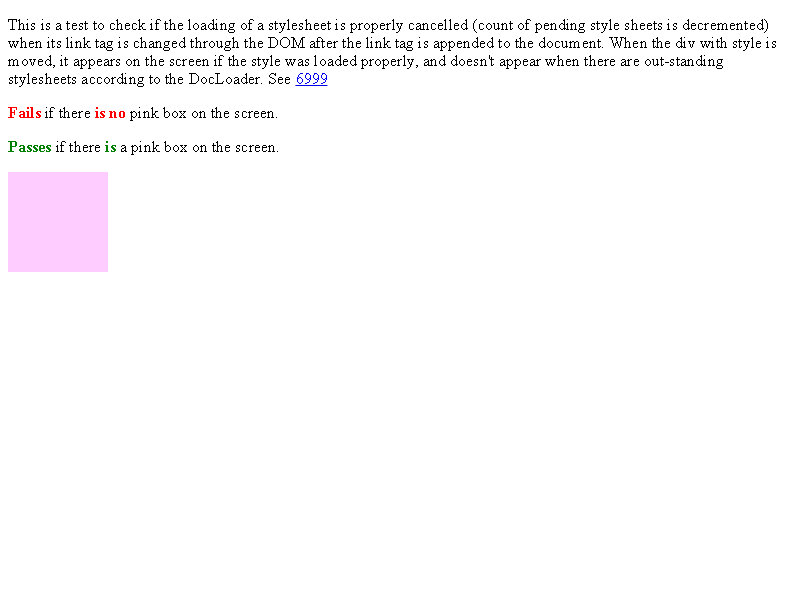 This is a test to check if the loading of a stylesheet is properly cancelled (count of pending style sheets is decremented)
when its link tag is changed through the DOM after the link tag is appended to the document. When the div with style is
moved, it appears on the screen if the style was loaded properly, and doesn't appear when there are out-standing
stylesheets according to the DocLoader. See 6999
Fails if there is no pink box on the screen.
Passes if there is a pink box on the screen.